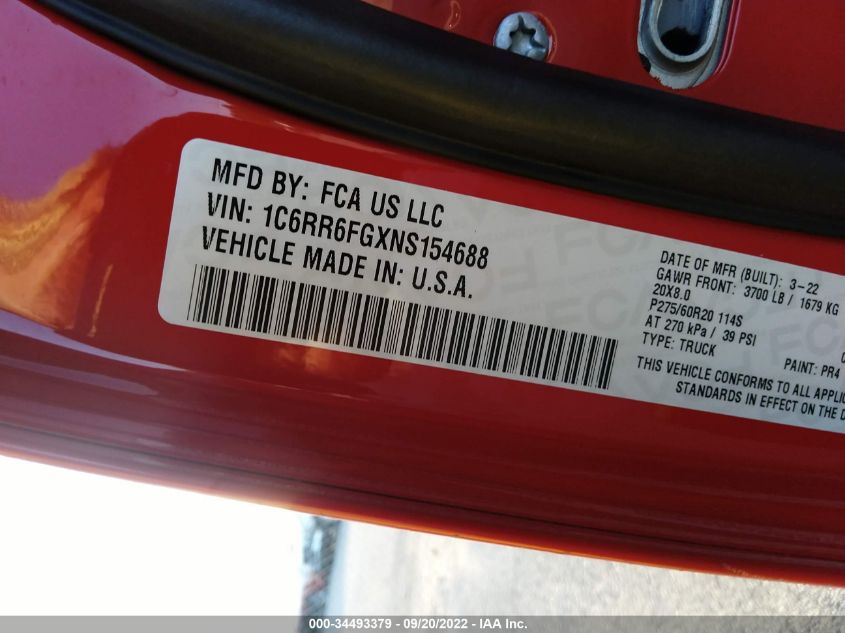 MFD BY: FCA US LLC
VIN: 1C6RR6FGXNS154688
VEHICLE MADE IN: U.S.A.
DATE OF MFR (BUILT): 3-22
GAWR FRONT: 3700 LB / 1679 KG
20X8.0
P275/60R20 114S
AT 270 kPa / 39 PSI
TYPE: TRUCK
PAINT: PR4
THIS VEHICLE CONFORMS TO ALL
STANDARDS IN EFFECT ON THE
000-34493379 - 09/20/2022 - IAA Inc.